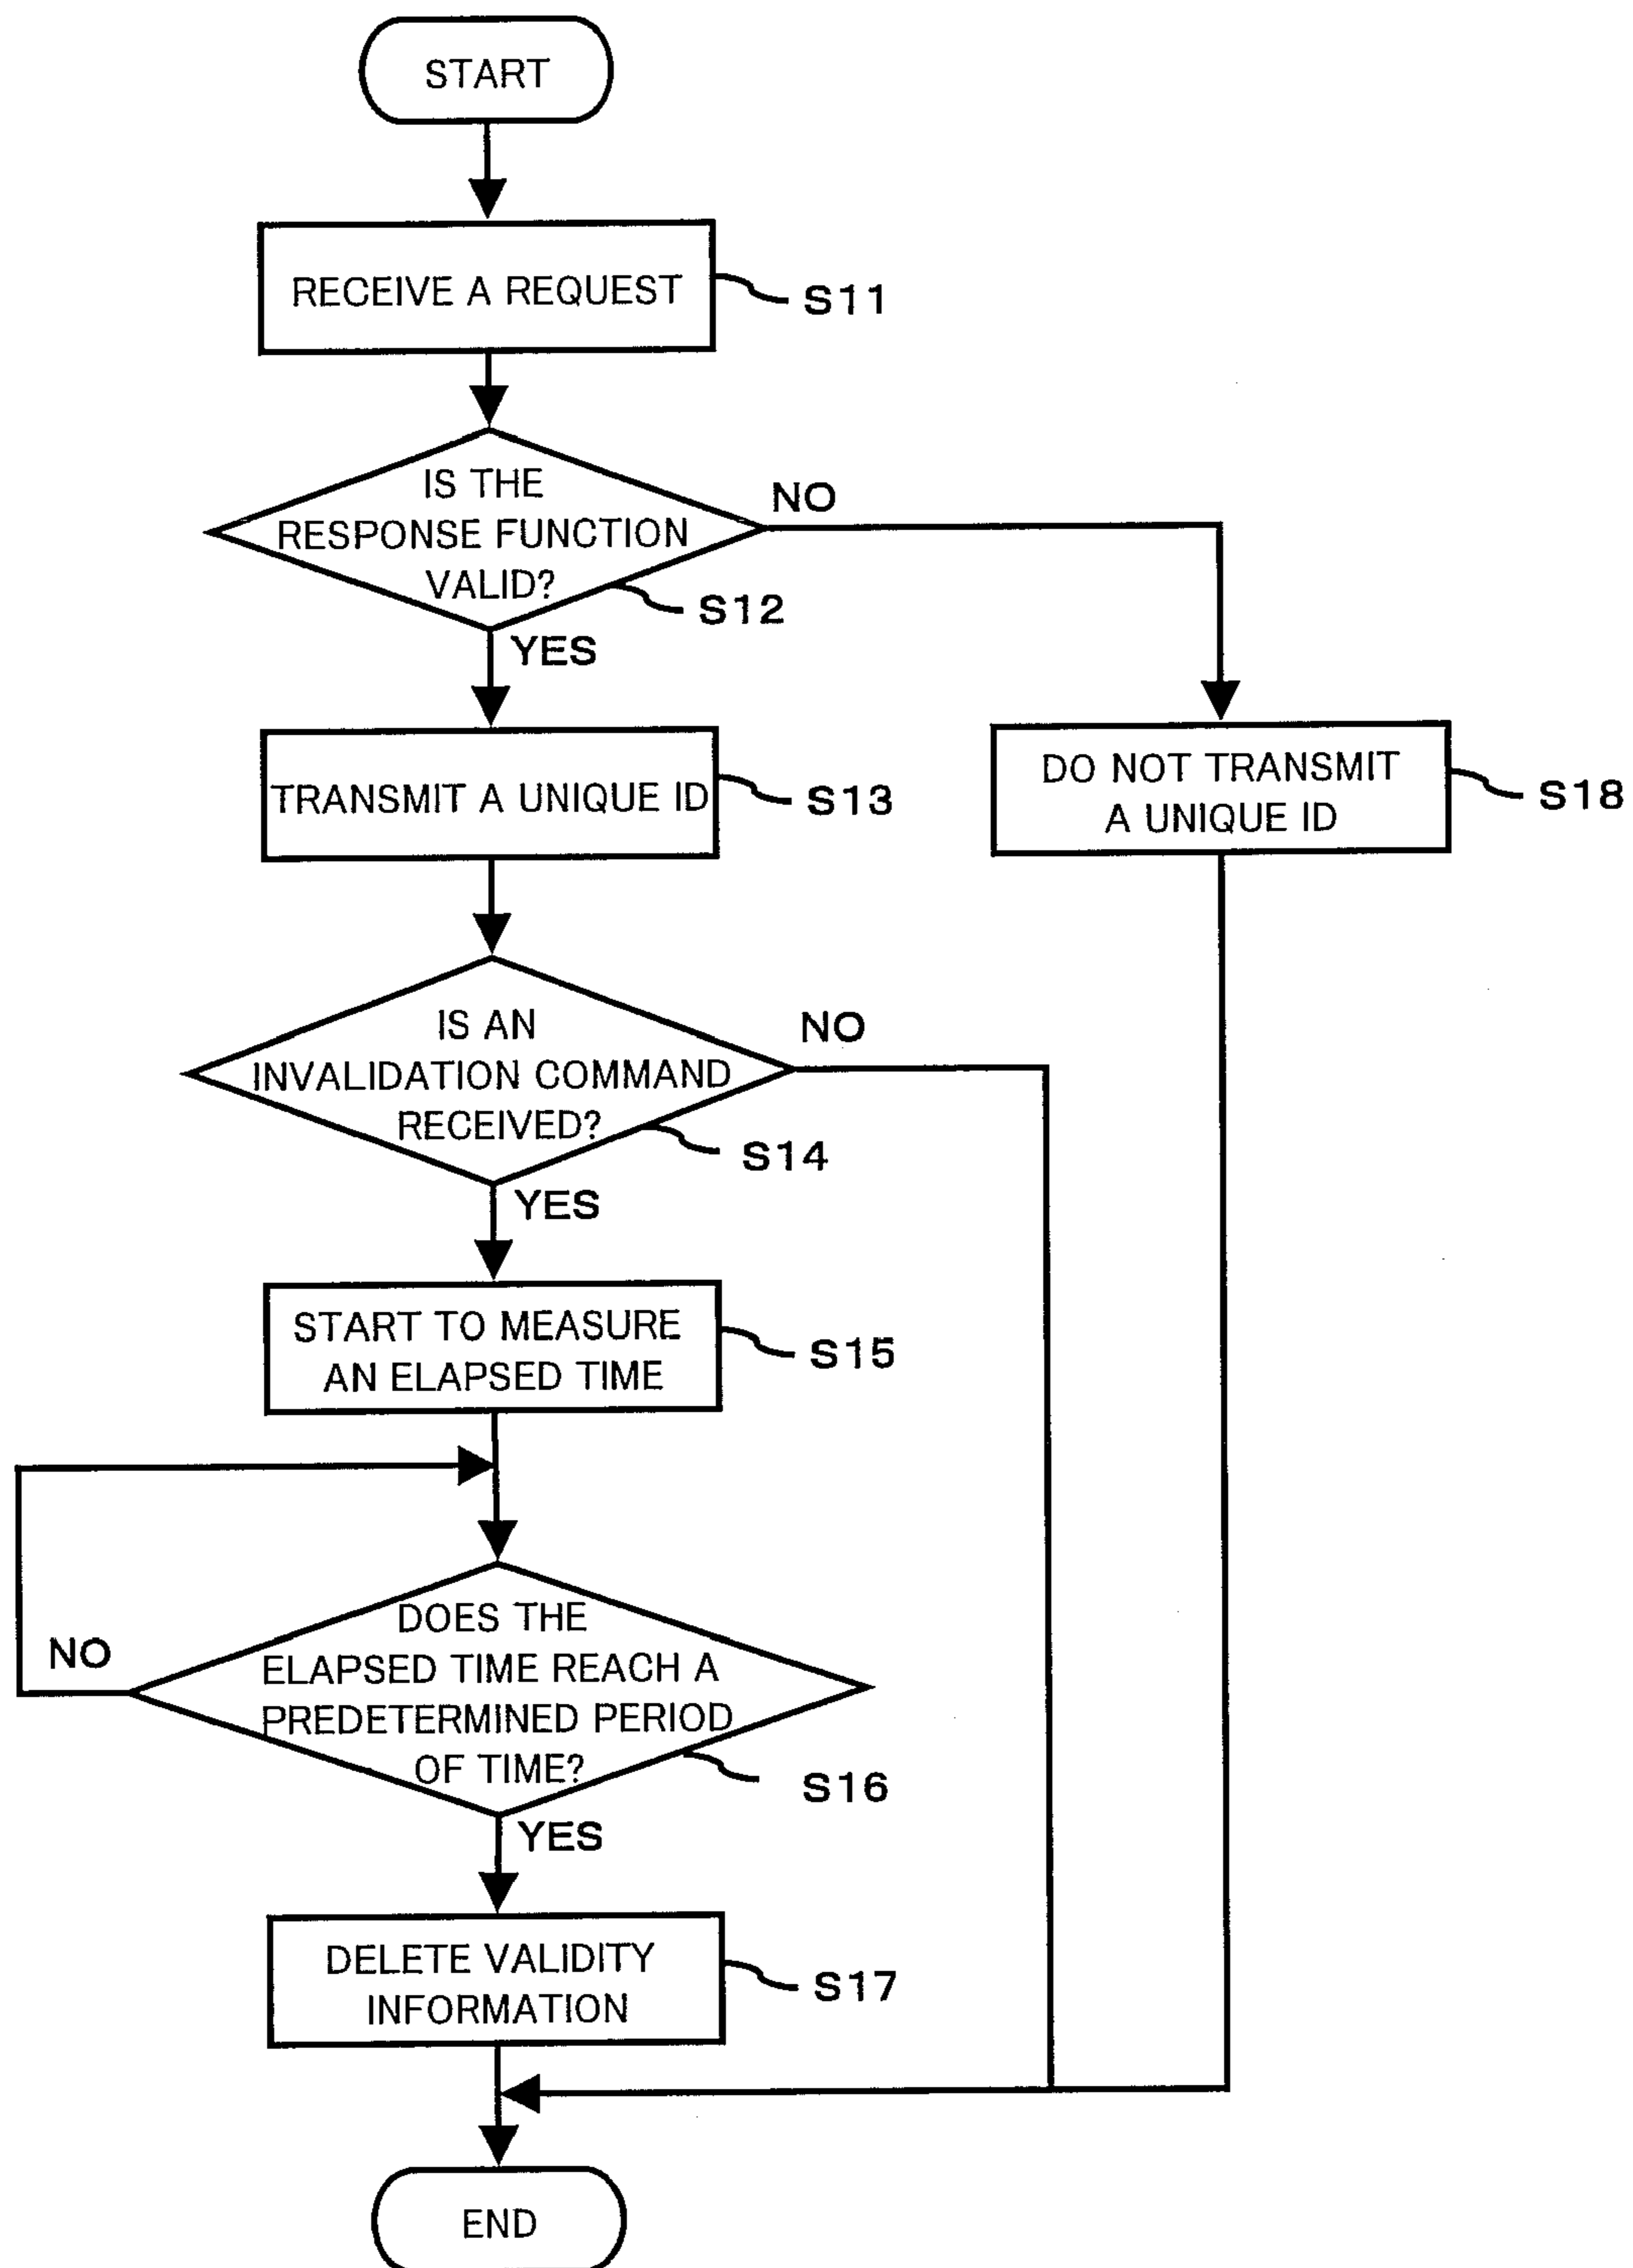 START
RECEIVE A REQUEST
S11
IS THE
RESPONSE FUNCTION
VALID?
S12
NO
YES
TRANSMIT A UNIQUE ID
S13
DO NOT TRANSMIT
A UNIQUE ID
S18
IS AN
INVALIDATION COMMAND
RECEIVED?
S14
NO
YES
START TO MEASURE
AN ELAPSED TIME
S15
DOES THE
ELAPSED TIME REACH A
PREDETERMINED PERIOD
OF TIME?
S16
NO
YES
DELETE VALIDITY
INFORMATION
S17
END